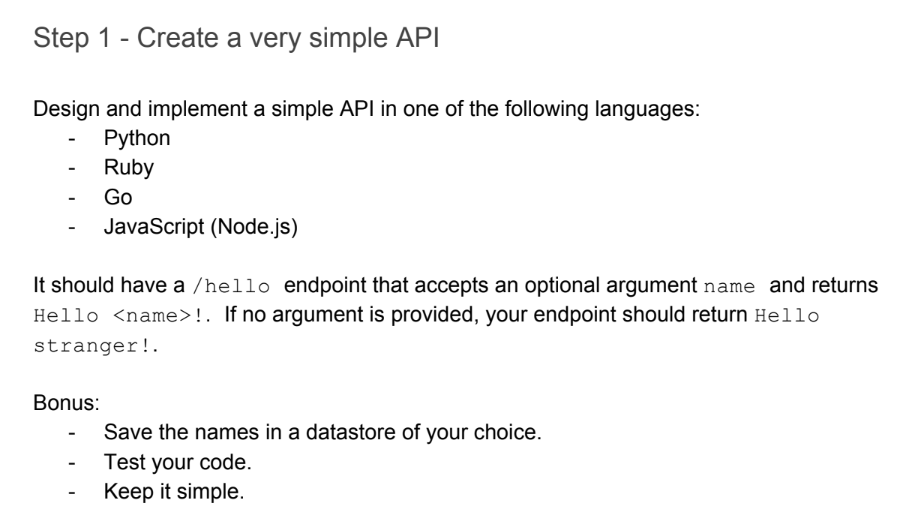 Step 1 - Create a very simple API
Design and implement a simple API in one of the following languages:
- Python
- Ruby
- Go
- JavaScript (Node.js)
It should have a /hello endpoint that accepts an optional argument name and returns
Hello <name>!. If no argument is provided, your endpoint should return Hello
stranger!.
Bonus:
- Save the names in a datastore of your choice.
- Test your code.
- Keep it simple.